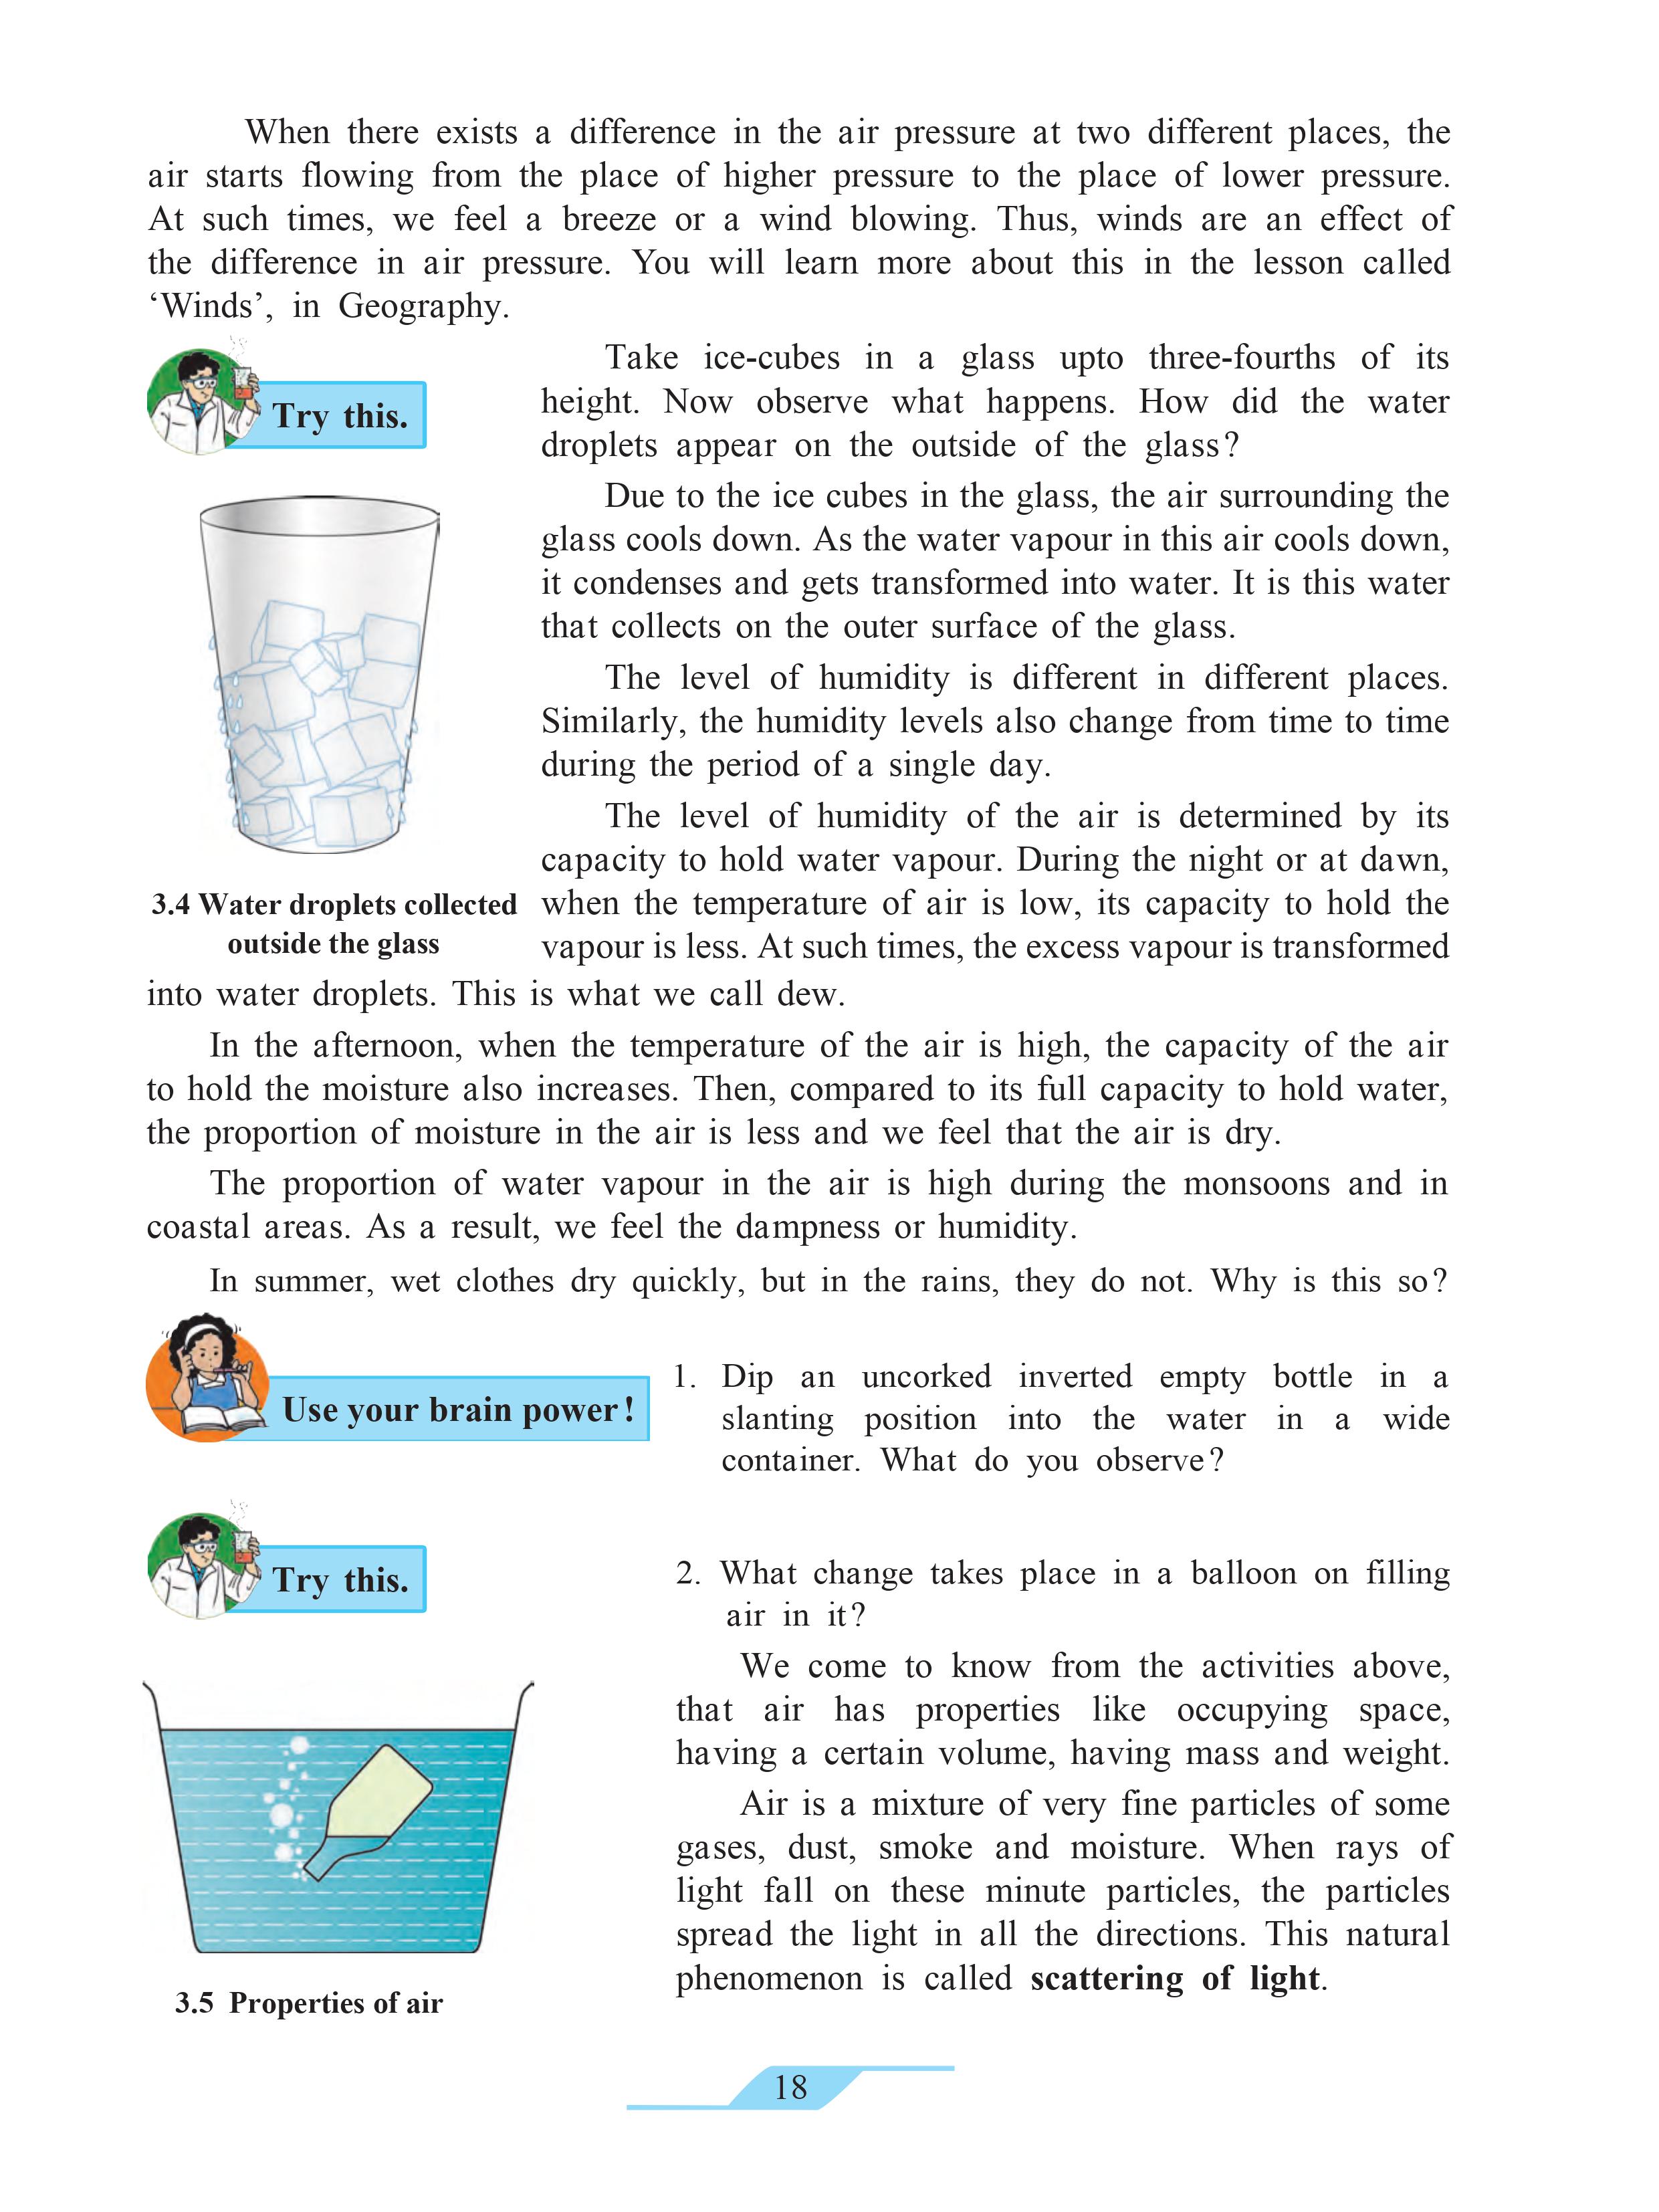 When there exists a difference in the air pressure at two different places, the
air starts flowing from the place of higher pressure to the place of lower pressure.
At such times, we feel a breeze or a wind blowing. Thus, winds are an effect of
the difference in air pressure. You will learn more about this in the lesson called
‘Winds’, in Geography.
Try this.
Take ice-cubes in a glass upto three-fourths of its
height. Now observe what happens. How did the water
droplets appear on the outside of the glass?
Due to the ice cubes in the glass, the air surrounding the
glass cools down. As the water vapour in this air cools down,
it condenses and gets transformed into water. It is this water
that collects on the outer surface of the glass.
The level of humidity is different in different places.
Similarly, the humidity levels also change from time to time
during the period of a single day.
The level of humidity of the air is determined by its
capacity to hold water vapour. During the night or at dawn,
when the temperature of air is low, its capacity to hold the
vapour is less. At such times, the excess vapour is transformed
3.4 Water droplets collected
outside the glass
into water droplets. This is what we call dew.
In the afternoon, when the temperature of the air is high, the capacity of the air
to hold the moisture also increases. Then, compared to its full capacity to hold water,
the proportion of moisture in the air is less and we feel that the air is dry.
The proportion of water vapour in the air is high during the monsoons and in
coastal areas. As a result, we feel the dampness or humidity.
In summer, wet clothes dry quickly, but in the rains, they do not. Why is this so?
Use your brain power!
1. Dip an uncorked inverted empty bottle in a
slanting position into the water in a wide
container. What do you observe?
Try this.
2. What change takes place in a balloon on filling
air in it?
We come to know from the activities above,
that air has properties like occupying space,
having a certain volume, having mass and weight.
Air is a mixture of very fine particles of some
gases, dust, smoke and moisture. When rays of
light fall on these minute particles, the particles
spread the light in all the directions. This natural
phenomenon is called scattering of light.
3.5 Properties of air
18